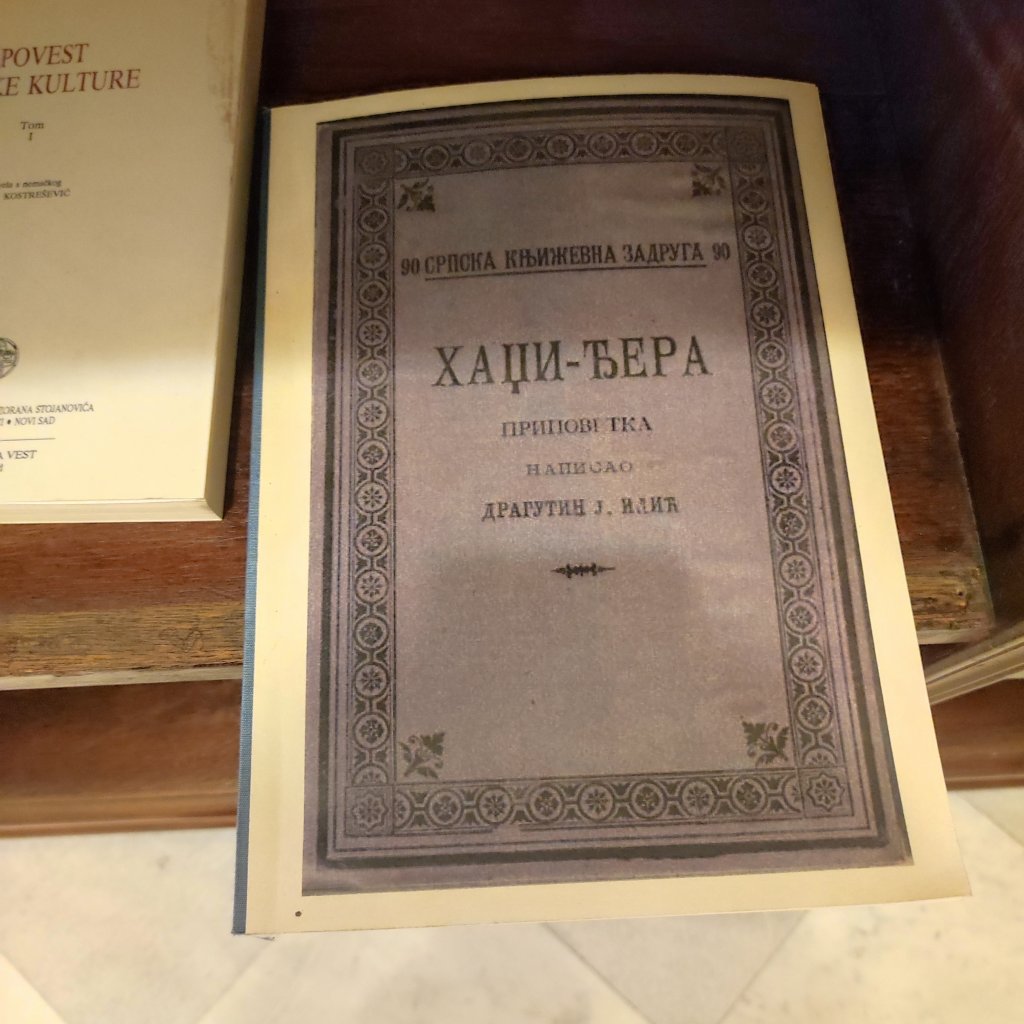 POVEST
KE KULTURE
Tom
I
s nemačkog
KOSTREŠEVIĆ
ZORANA STOJANOVIĆA
• NOVI SAD
VEST
90 СРПСКА КЊИЖЕВНА ЗАДРУГА 90
ХАЏИ-ЂЕРА
ПРИПОВЕТКА
НАПИСАО
ДРАГУТИН Ј. ИЛИЋ